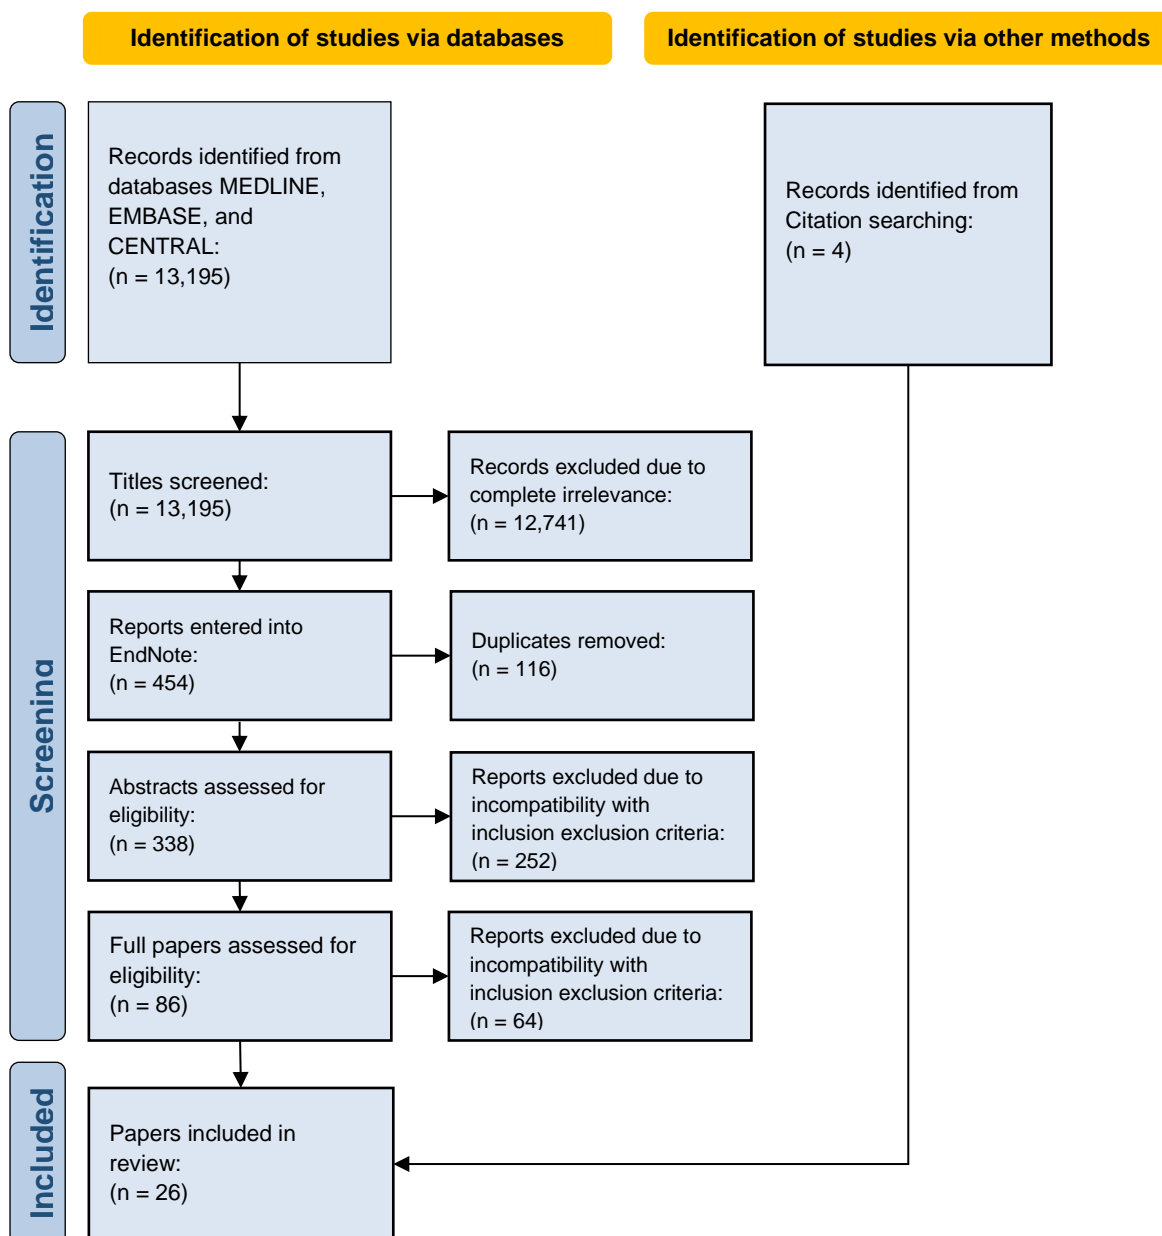 Identification of studies via databases
Identification of studies via other methods
Identification
Records identified from
databases MEDLINE,
EMBASE, and
CENTRAL:
(n = 13,195)
Records identified from
Citation searching:
(n = 4)
Screening
Titles screened:
(n = 13,195)
Records excluded due to
complete irrelevance:
(n = 12,741)
Reports entered into
EndNote:
(n = 454)
Duplicates removed:
(n = 116)
Abstracts assessed for
eligibility:
(n = 338)
Reports excluded due to
incompatibility with
inclusion exclusion criteria:
(n = 252)
Full papers assessed for
eligibility:
(n = 86)
Reports excluded due to
incompatibility with
inclusion exclusion criteria:
(n = 64)
Included
Papers included in
review:
(n = 26)